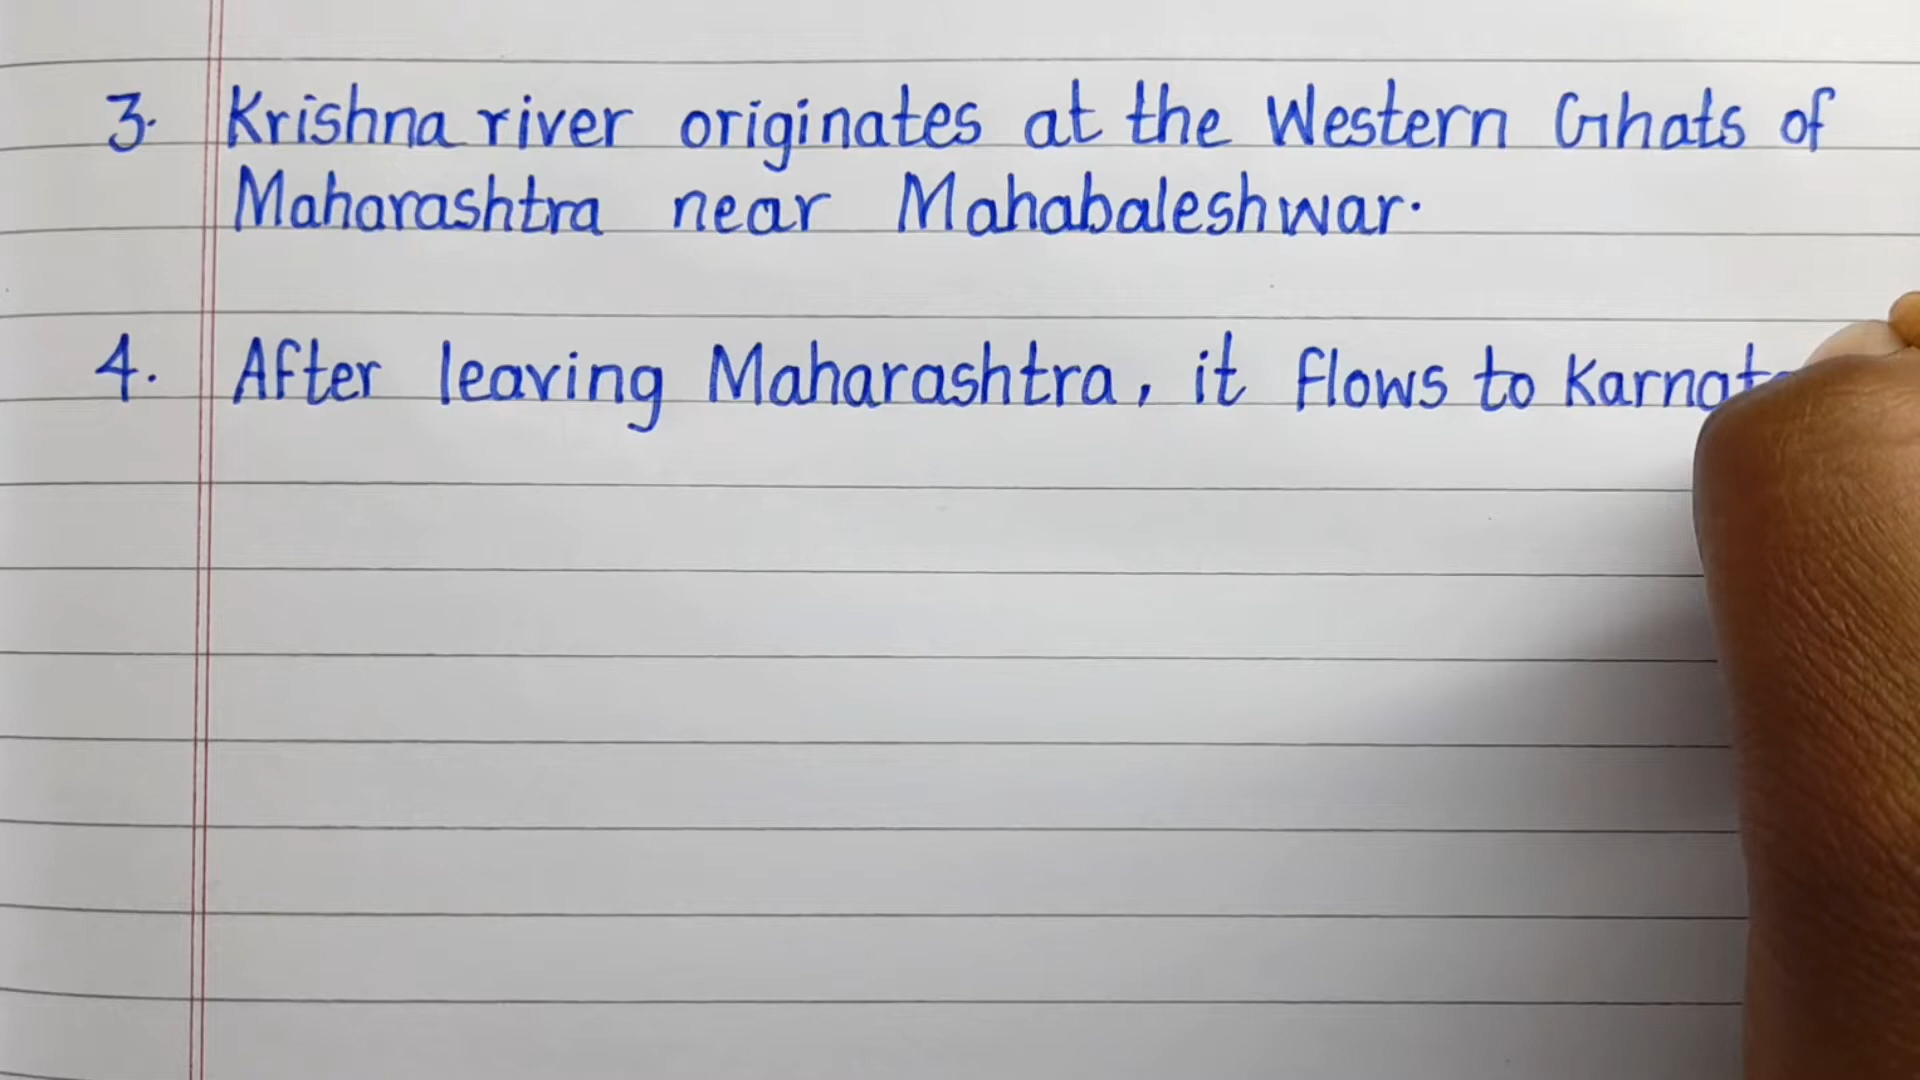 3. Krishna river originates at the Western Ghats of
Maharashtra near Mahabaleshwar.
4. After leaving Maharashtra, it flows to